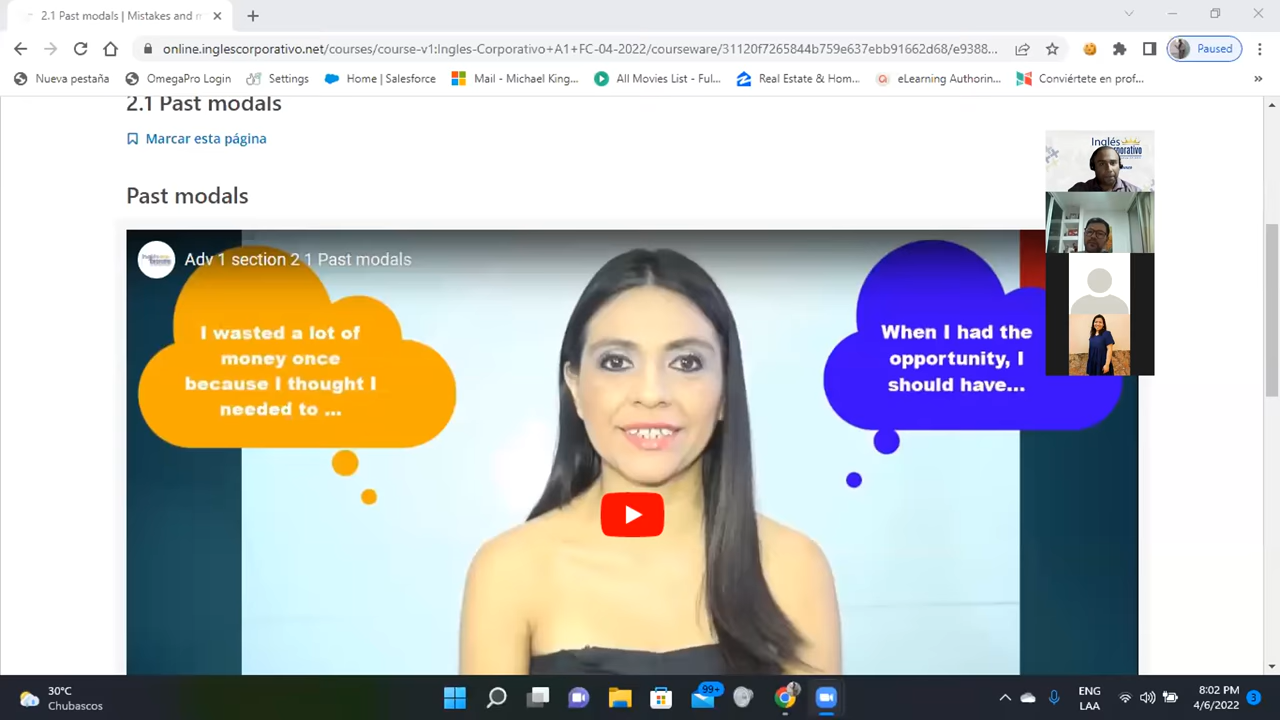 2.1 Past modals | Mistakes and m
online.inglescorporativo.net/courses/course-v1:Ingles-Corporativo+A1+FC-04-2022/courseware/31120f7265844b759e637ebb91662d68/e9388...
Paused
Nueva pestaña
OmegaPro Login
Settings
Home | Salesforce
Mail - Michael King...
All Movies List - Ful...
Real Estate & Hom...
eLearning Authorin...
Conviértete en prof...
»
2.1 Past modals
Marcar esta página
Past modals
Adv 1 section 2 1 Past modals
I wasted a lot of
money once
because I thought I
needed to ...
When I had the
opportunity, I
should have...
Inglés
30°C
Chubascos
99+
ENG
LAA
8:02 PM
4/6/2022
3